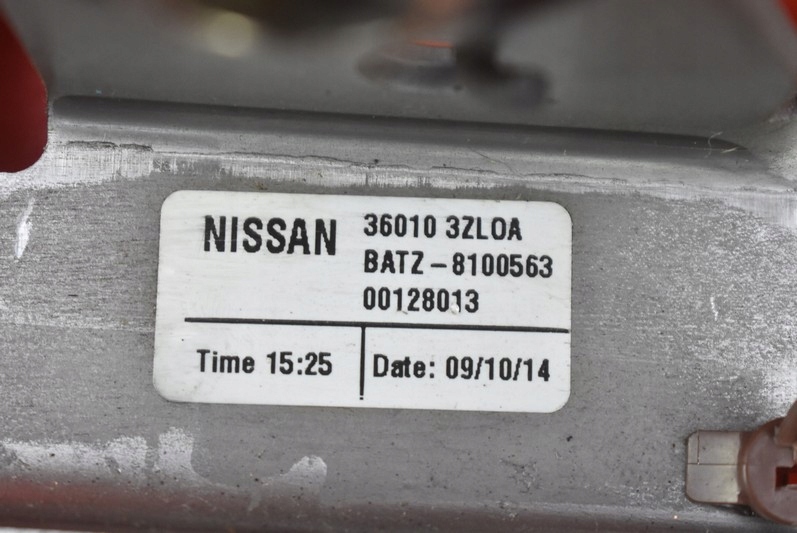 NISSAN
36010 3ZL0A
BATZ - 8100563
00128013
Time 15:25
Date: 09/10/14